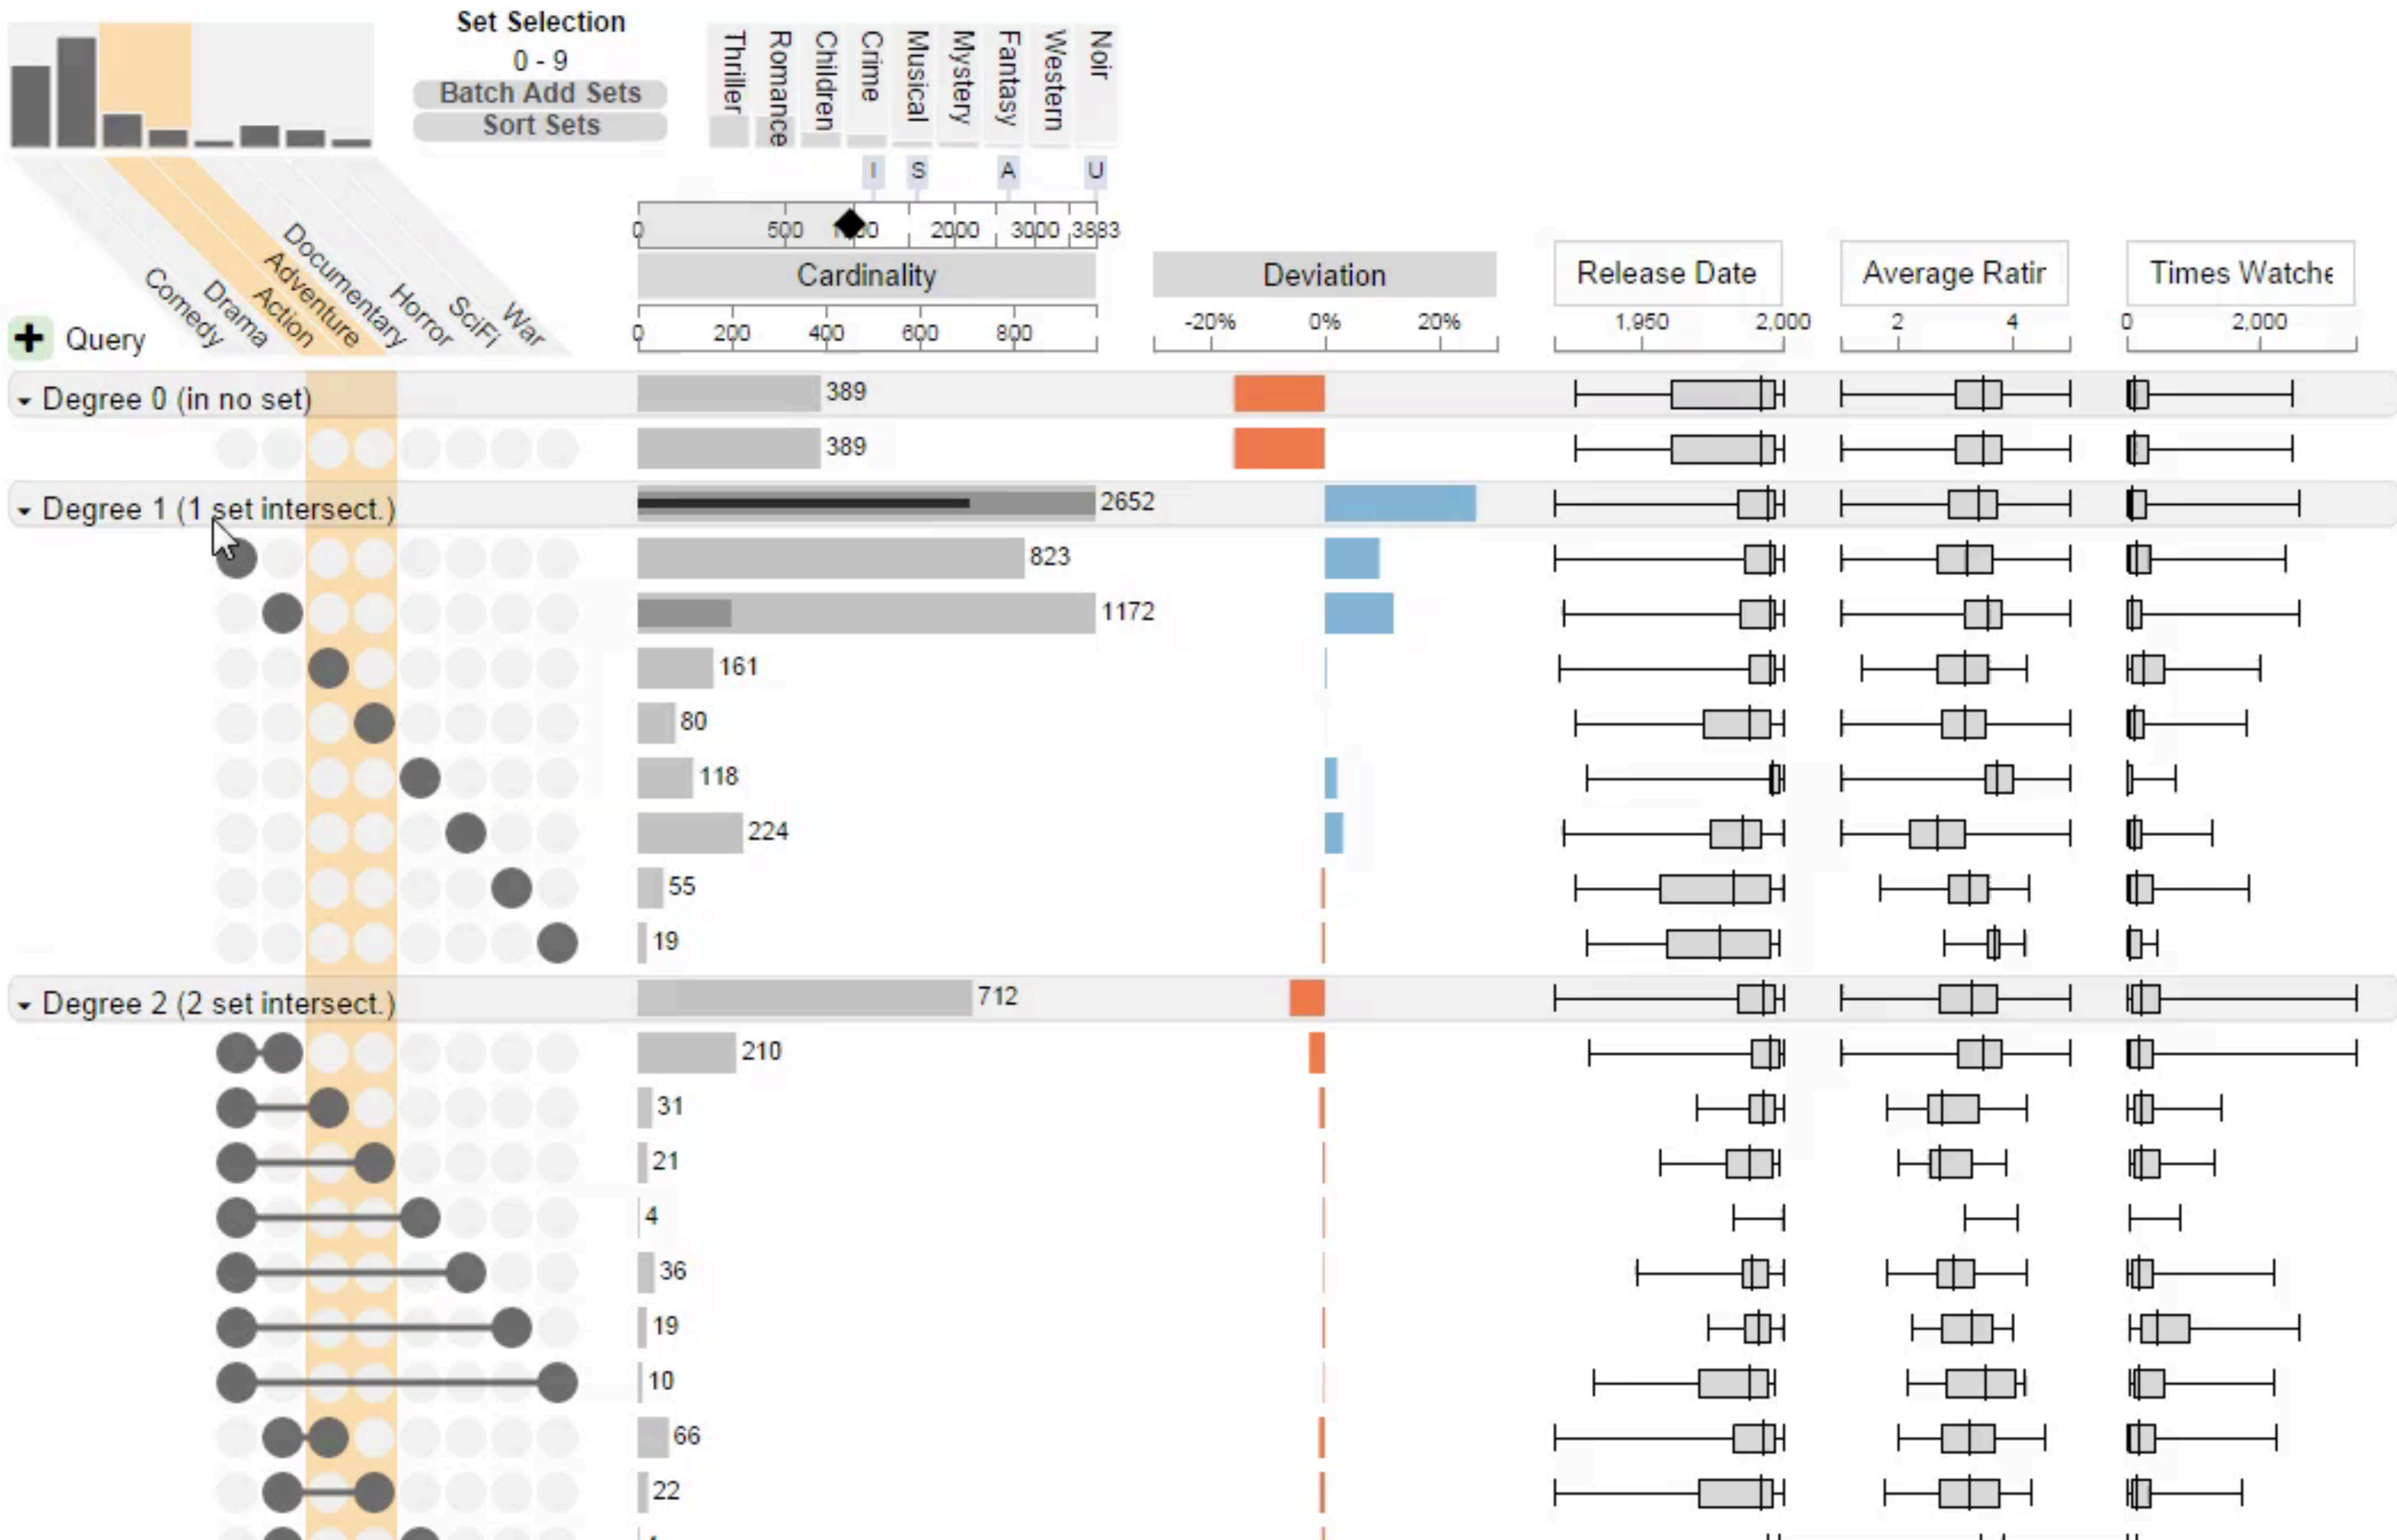 Set Selection
0 - 9
Batch Add Sets
Sort Sets
Thriller
Romance
Children
Crime
Musical
Mystery
Fantasy
Western
Noir
I S A U
0 500 2000 3000 3883
Cardinality
0 200 400 600 800
Deviation
-20% 0% 20%
Release Date
1,950 2,000
Average Ratir
2 4
Times Watche
0 2,000
Comedy
Drama
Action
Adventure
Documentary
Horror
SciFi
War
Query
Degree 0 (in no set) 389
389
Degree 1 (1 set intersect.) 2652
823
1172
161
80
118
224
55
19
Degree 2 (2 set intersect.) 712
210
31
21
4
36
19
10
66
22